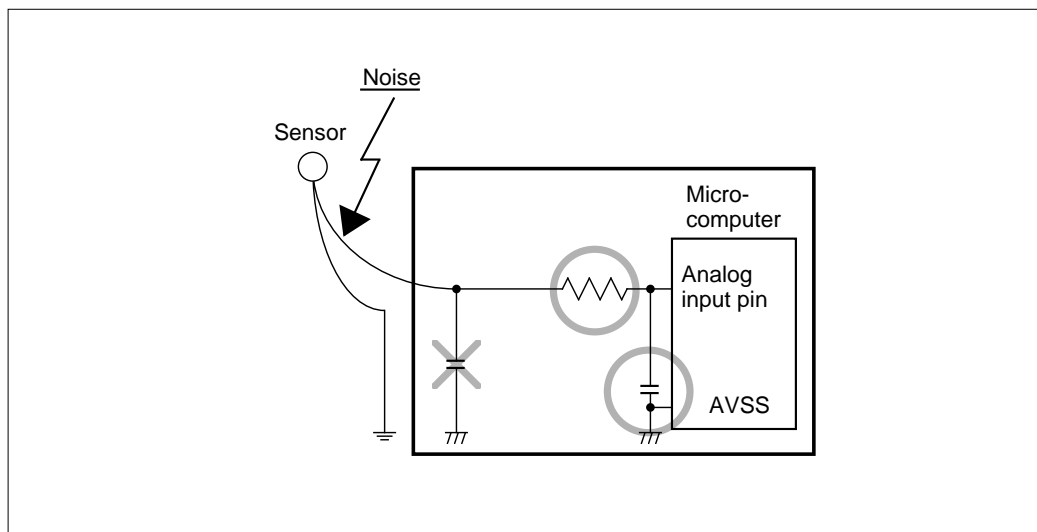 Noise
Sensor
Micro-
computer
Analog
input pin
AVSS